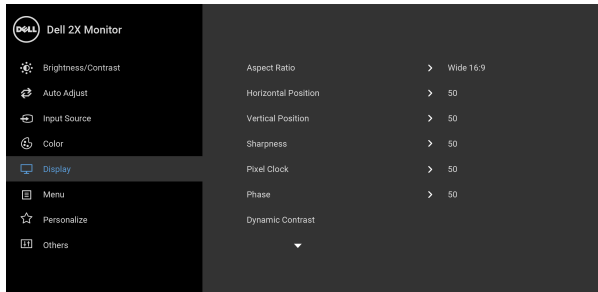 DELL Dell 2X Monitor
Brightness/Contrast
Auto Adjust
Input Source
Color
Display
Menu
Personalize
Others
Aspect Ratio Wide 16:9
Horizontal Position 50
Vertical Position 50
Sharpness 50
Pixel Clock 50
Phase 50
Dynamic Contrast